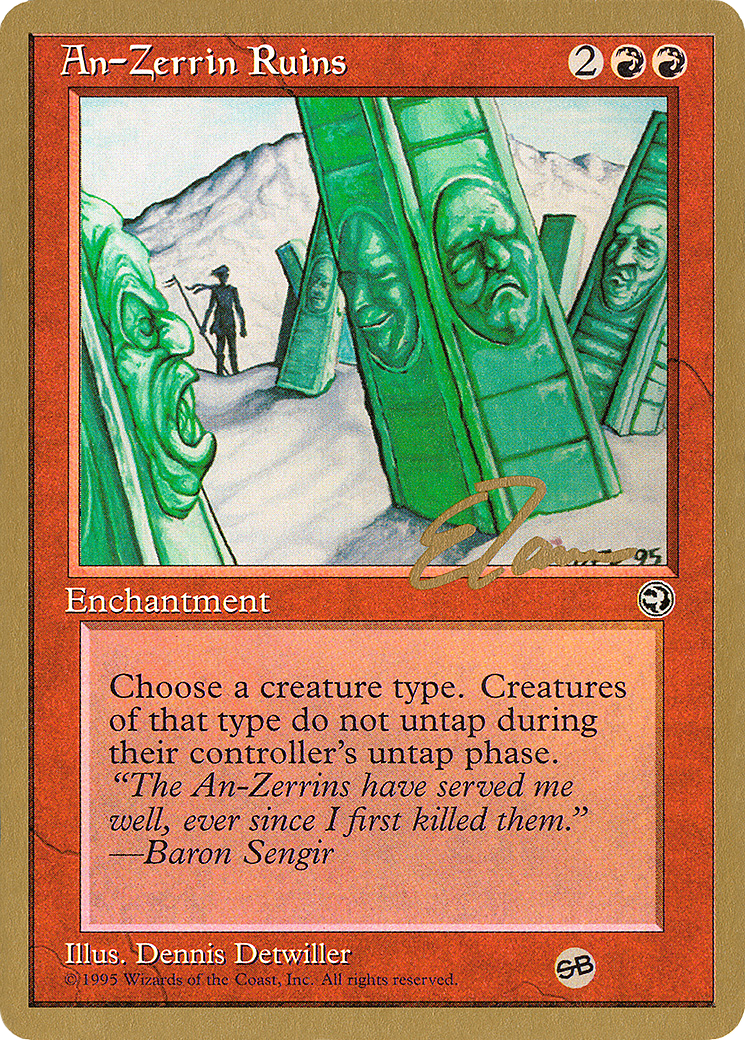 An-Zerrin Ruins 2
95
Enchantment
Choose a creature type. Creatures
of that type do not untap during
their controller's untap phase.
“The An-Zerrins have served me
well, ever since I first killed them.”
—Baron Sengir
Illus. Dennis Detwiller
©1995 Wizards of the Coast, Inc. All rights reserved.
SB